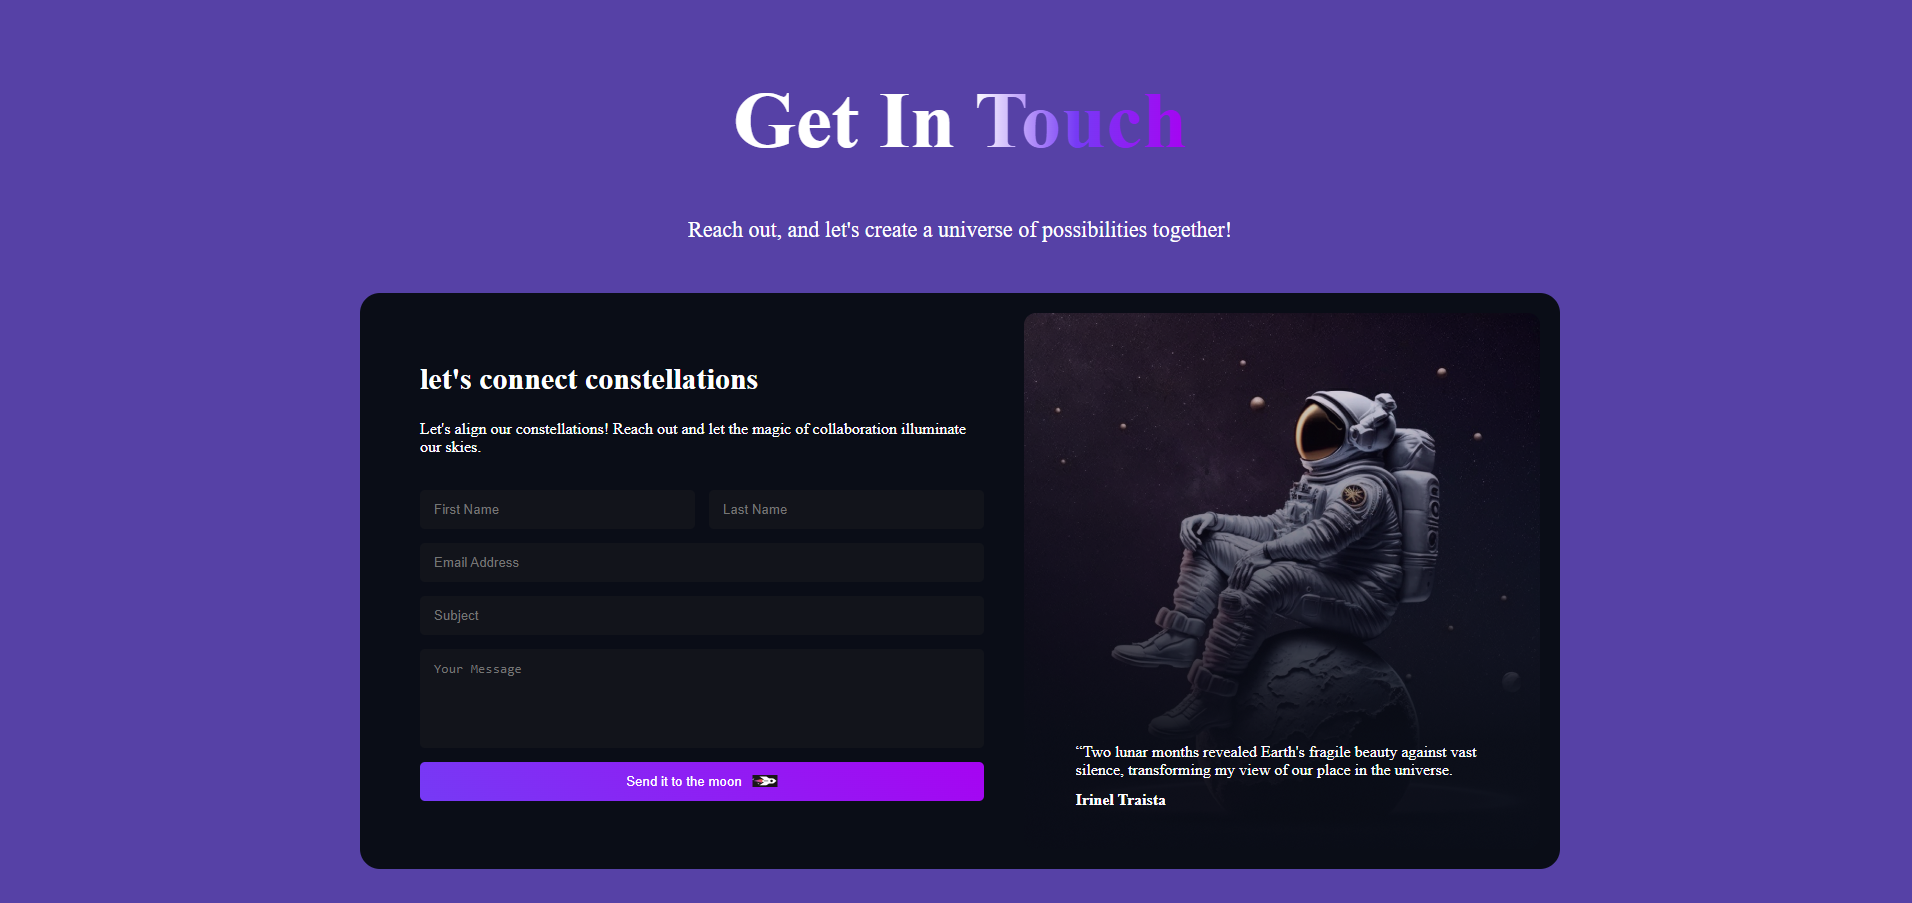 Get In Touch
Reach out, and let's create a universe of possibilities together!
let's connect constellations
Let's align our constellations! Reach out and let the magic of collaboration illuminate
our skies.
First Name
Last Name
Email Address
Subject
Your Message
Send it to the moon
“Two lunar months revealed Earth's fragile beauty against vast
silence, transforming my view of our place in the universe.
Irinel Traista